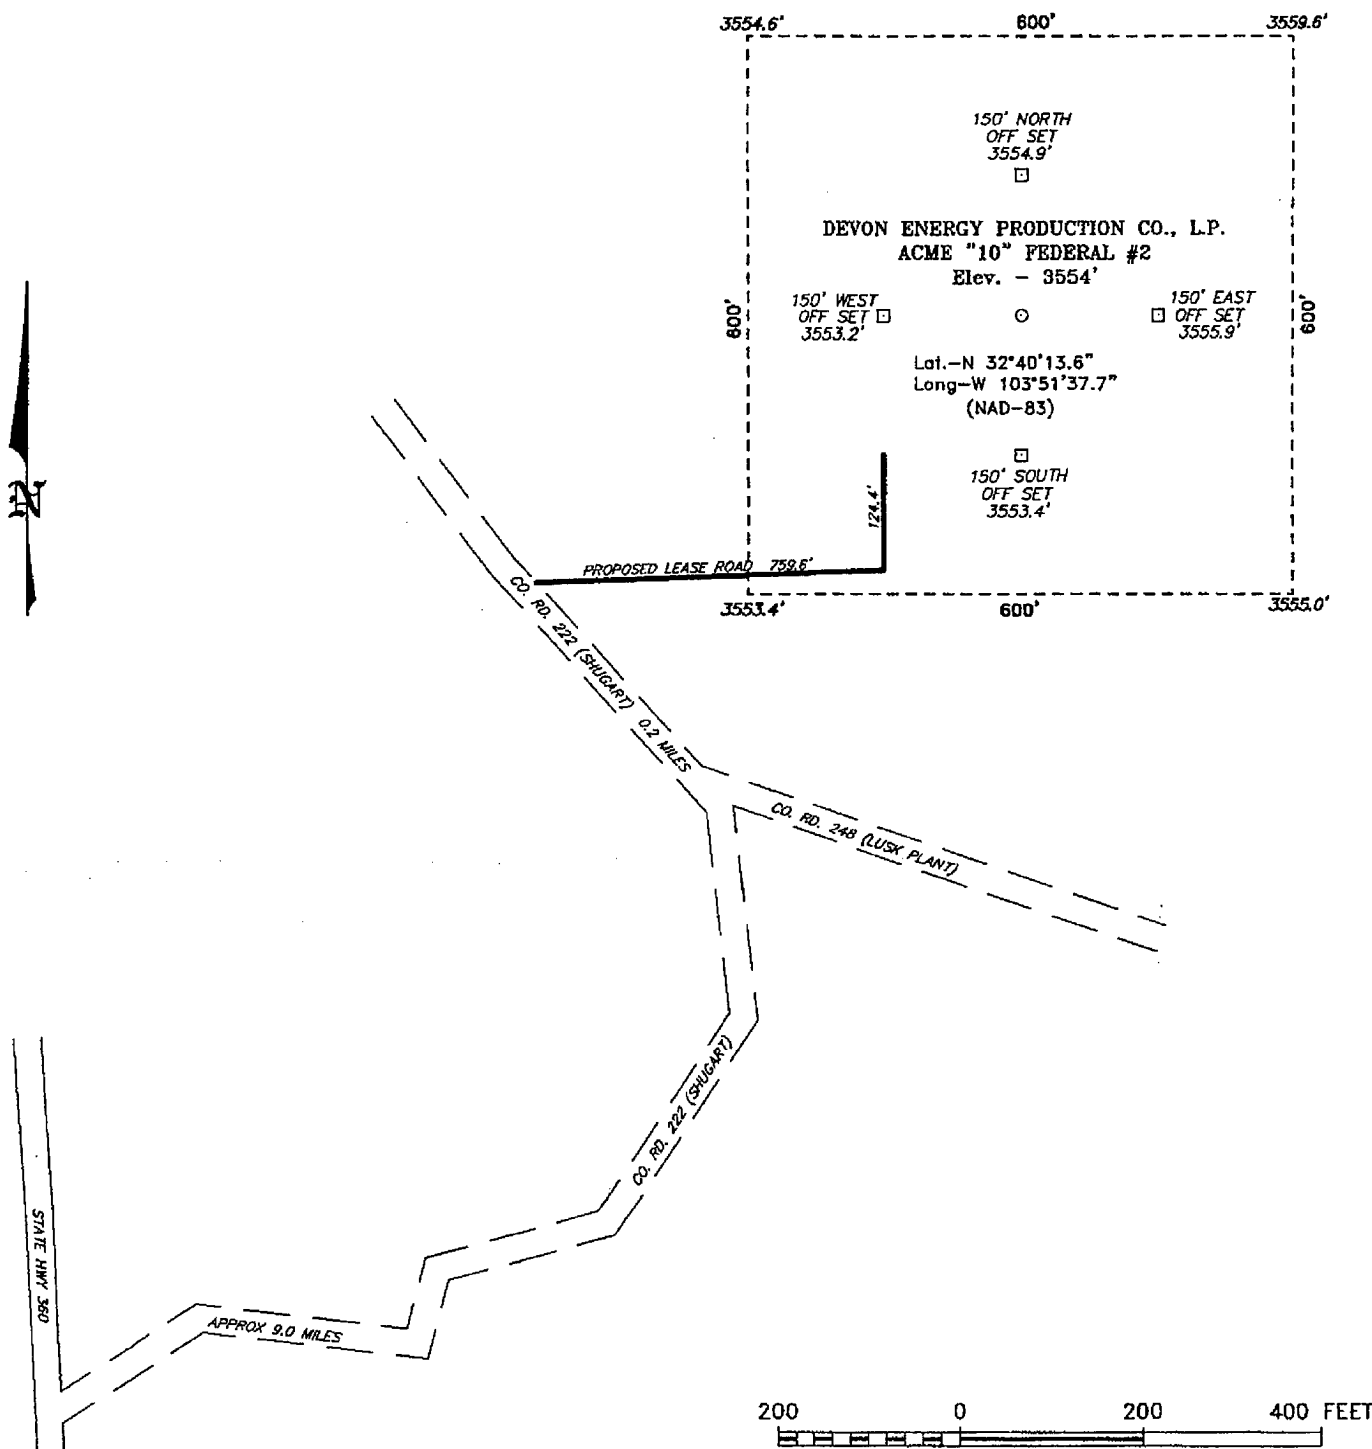 3554.6'
600'
3559.6'
150' NORTH
OFF SET
3554.9'
DEVON ENERGY PRODUCTION CO., L.P.
ACME "10" FEDERAL #2
Elev. - 3554'
600'
150' WEST
OFF SET
3553.2'
150' EAST
OFF SET
3555.9'
600'
Lat.-N 32°40'13.6"
Long-W 103°51'37.7"
(NAD-83)
150' SOUTH
OFF SET
3553.4'
124.4'
PROPOSED LEASE ROAD 759.6'
3553.4'
600'
3555.0'
N
CO. RD. 222 (SHUGART) 0.2 MILES
CO. RD. 248 (LUSK PLANT)
CO. RD. 222 (SHUGART)
STATE HWY 360
APPROX 9.0 MILES
200 0 200 400 FEET